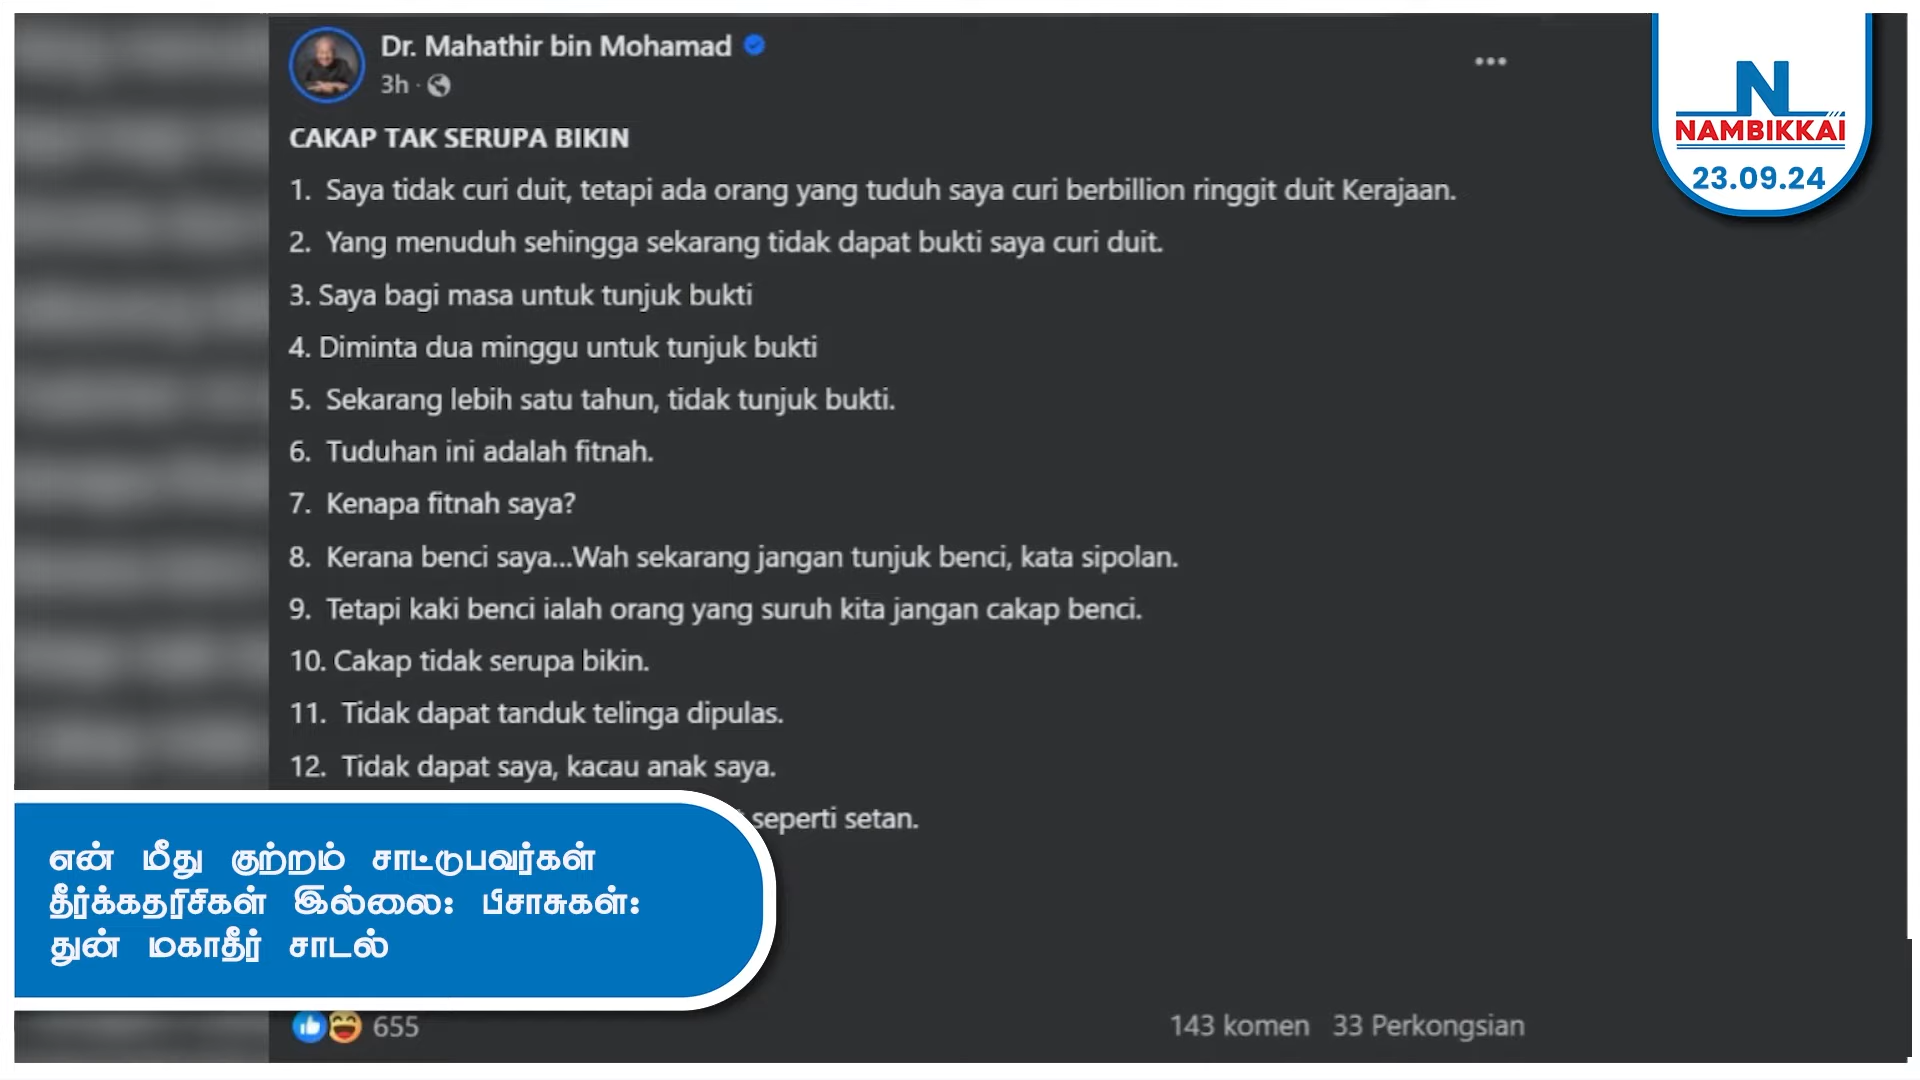 Dr. Mahathir bin Mohamad
3h ·
CAKAP TAK SERUPA BIKIN
1. Saya tidak curi duit, tetapi ada orang yang tuduh saya curi berbillion ringgit duit Kerajaan.
2. Yang menuduh sehingga sekarang tidak dapat bukti saya curi duit.
3. Saya bagi masa untuk tunjuk bukti
4. Diminta dua minggu untuk tunjuk bukti
5. Sekarang lebih satu tahun, tidak tunjuk bukti.
6. Tuduhan ini adalah fitnah.
7. Kenapa fitnah saya?
8. Kerana benci saya...Wah sekarang jangan tunjuk benci, kata sipolan.
9. Tetapi kaki benci ialah orang yang suruh kita jangan cakap benci.
10. Cakap tidak serupa bikin.
11. Tidak dapat tanduk telinga dipulas.
12. Tidak dapat saya, kacau anak saya.
seperti setan.
655
143 komen 33 Perkongsian
N
NAMBIKKAI
23.09.24
என் மீது குற்றம் சாட்டுபவர்கள்
தீர்க்கதரிசிகள் இல்லை: பிசாசுகள்:
துன் மகாதீர் சாடல்